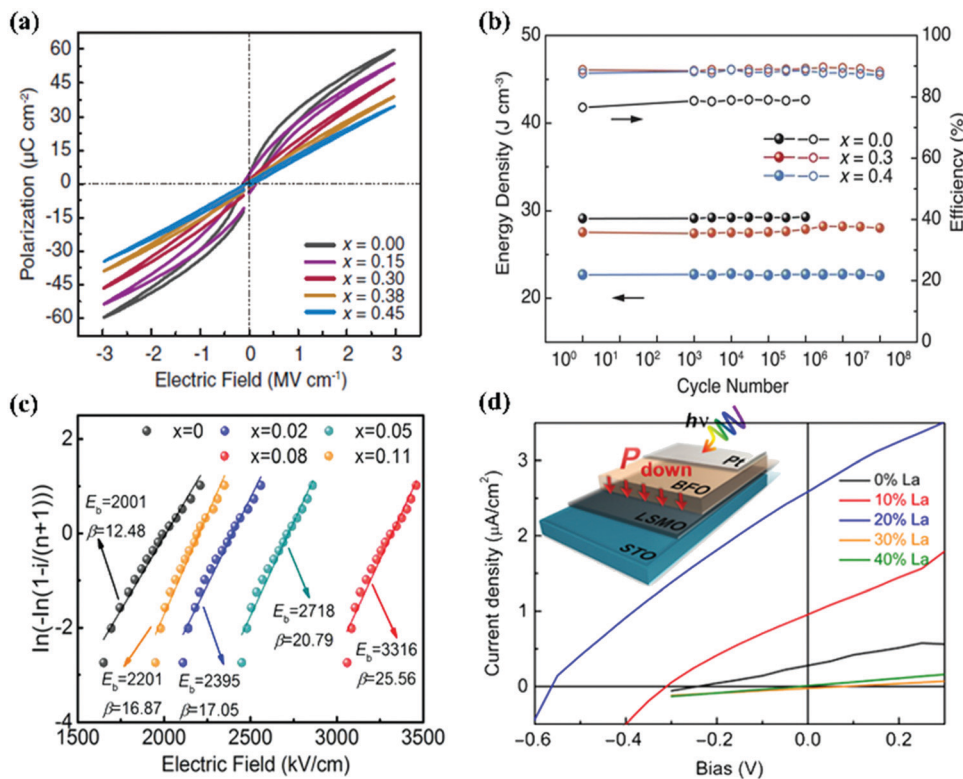 (a)
60
45
30
15
0
-15
-30
-45
-60
Polarization (µC cm⁻²)
x = 0.00
x = 0.15
x = 0.30
x = 0.38
x = 0.45
-3 -2 -1 0 1 2 3
Electric Field (MV cm⁻¹)
(b)
50
40
30
20
Energy Density (J cm⁻³)
100
80
60
40
20
0
Efficiency (%)
x = 0.0
x = 0.3
x = 0.4
10⁰ 10¹ 10² 10³ 10⁴ 10⁵ 10⁶ 10⁷ 10⁸
Cycle Number
(c)
2
0
-2
-4
ln(-ln(1-i/(n+1)))
x=0 x=0.02 x=0.05
x=0.08 x=0.11
E_b=2001
β=12.48
E_b=2201
β=16.87
E_b=2395
β=17.05
E_b=2718
β=20.79
E_b=3316
β=25.56
1500 2000 2500 3000 3500
Electric Field (kV/cm)
(d)
3
2
1
0
Current density (µA/cm²)
hν
P down
Pt
BFO
LSMO
STO
0% La
10% La
20% La
30% La
40% La
−0.6 −0.4 −0.2 0.0 0.2
Bias (V)